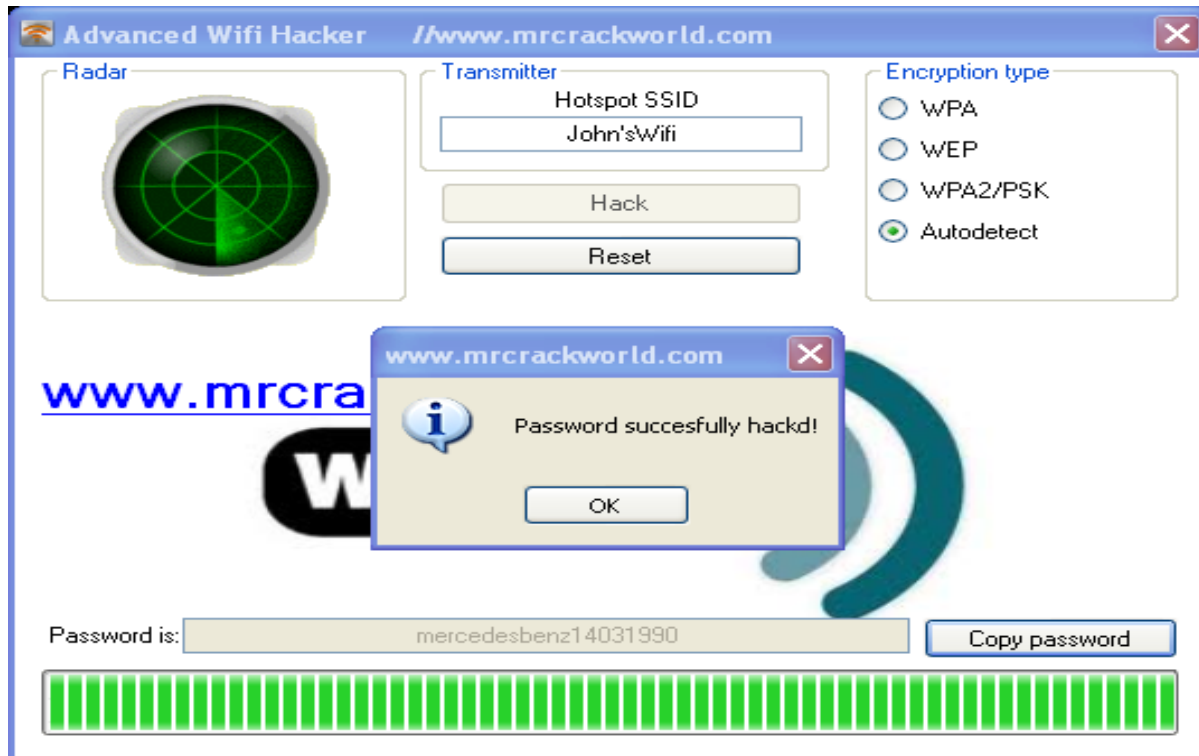 Advanced Wifi Hacker //www.mrcrackworld.com
Radar
Transmitter
Hotspot SSID
John'sWifi
Hack
Reset
Encryption type
WPA
WEP
WPA2/PSK
Autodetect
www.mrcra
www.mrcrackworld.com
Password succesfully hackd!
OK
W
Password is:
mercedesbenz14031990
Copy password